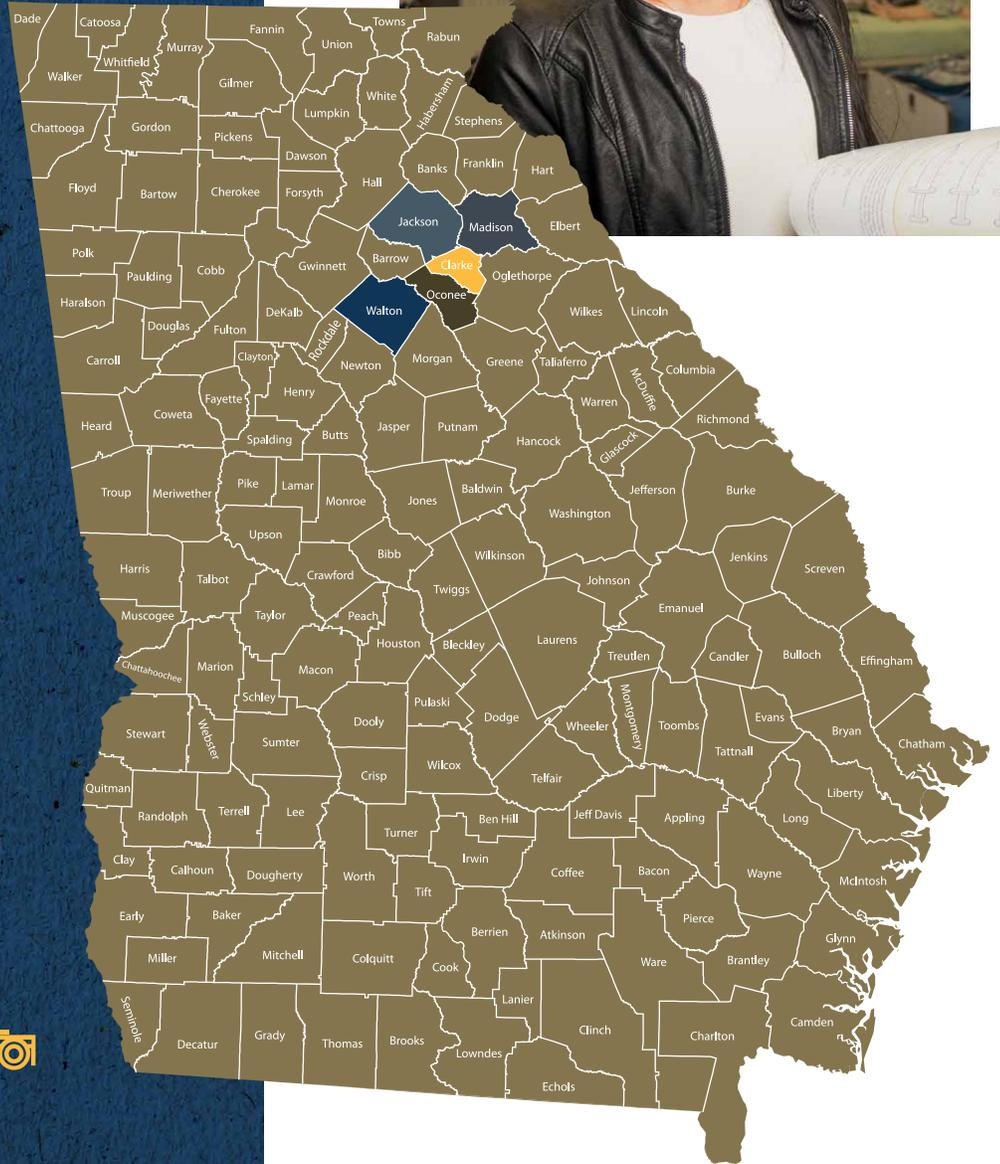 Dade
Catoosa
Fannin
Towns
Union
Rabun
Murray
Whitfield
Walker
Gilmer
White
Habersham
Lumpkin
Stephens
Chattooga
Gordon
Pickens
Dawson
Banks
Franklin
Hart
Hall
Floyd
Bartow
Cherokee
Forsyth
Jackson
Madison
Elbert
Polk
Paulding
Cobb
Gwinnett
Barrow
Clarke
Oglethorpe
Oconee
Haralson
Douglas
Fulton
DeKalb
Rockdale
Walton
Wilkes
Lincoln
Carroll
Clayton
Newton
Morgan
Greene
Taliaferro
McDuffie
Columbia
Heard
Coweta
Fayette
Henry
Warren
Richmond
Spalding
Butts
Jasper
Putnam
Hancock
Glascock
Troup
Meriwether
Pike
Lamar
Monroe
Jones
Baldwin
Jefferson
Burke
Washington
Upson
Bibb
Wilkinson
Jenkins
Screven
Harris
Talbot
Crawford
Twiggs
Johnson
Emanuel
Muscogee
Taylor
Peach
Houston
Bleckley
Laurens
Treutlen
Candler
Bulloch
Effingham
Chattahoochee
Marion
Macon
Schley
Pulaski
Dodge
Montgomery
Stewart
Webster
Sumter
Dooly
Wheeler
Toombs
Evans
Tattnall
Bryan
Chatham
Quitman
Crisp
Wilcox
Telfair
Liberty
Randolph
Terrell
Lee
Turner
Ben Hill
Jeff Davis
Appling
Long
Clay
Calhoun
Dougherty
Worth
Tift
Irwin
Coffee
Bacon
Wayne
McIntosh
Early
Baker
Berrien
Atkinson
Pierce
Glynn
Miller
Mitchell
Colquitt
Cook
Ware
Brantley
Seminole
Lanier
Decatur
Grady
Thomas
Brooks
Lowndes
Clinch
Charlton
Camden
Echols